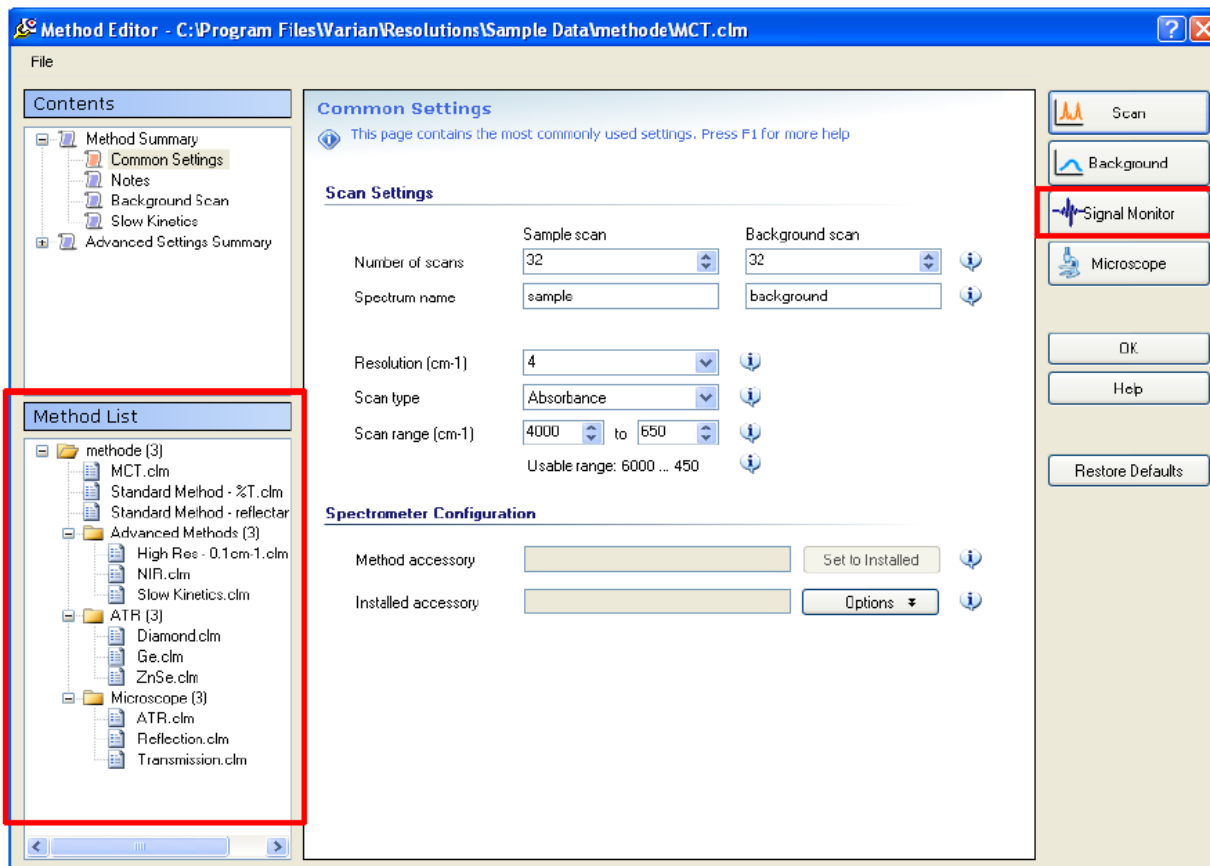 Method Editor - C:\Program Files\Varian\Resolutions\Sample Data\methode\MCT.clm
File
Contents
Method Summary
Common Settings
Notes
Background Scan
Slow Kinetics
Advanced Settings Summary
Method List
methode (3)
MCT.clm
Standard Method - %T.clm
Standard Method - reflectar
Advanced Methods (3)
High Res - 0.1cm-1.clm
NIR.clm
Slow Kinetics.clm
ATR (3)
Diamond.clm
Ge.clm
ZnSe.clm
Microscope (3)
ATR.clm
Reflection.clm
Transmission.clm
Common Settings
This page contains the most commonly used settings. Press F1 for more help
Scan Settings
Sample scan Background scan
Number of scans 32 32
Spectrum name sample background
Resolution (cm-1) 4
Scan type Absorbance
Scan range (cm-1) 4000 to 650
Usable range: 6000 ... 450
Spectrometer Configuration
Method accessory Set to Installed
Installed accessory Options
Scan
Background
Signal Monitor
Microscope
OK
Help
Restore Defaults